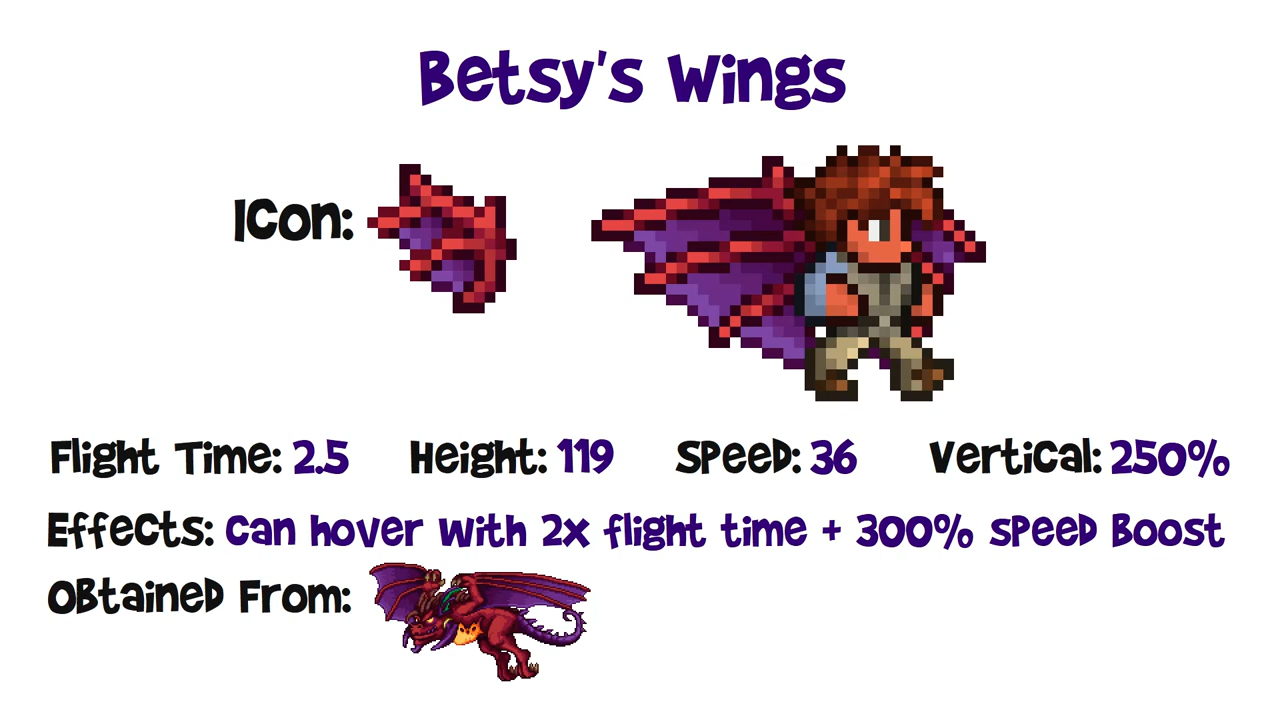 Betsy's Wings
Icon:
Flight Time: 2.5 Height: 119 Speed: 36 Vertical: 250%
Effects: can hover with 2x flight time + 300% speed boost
Obtained From: